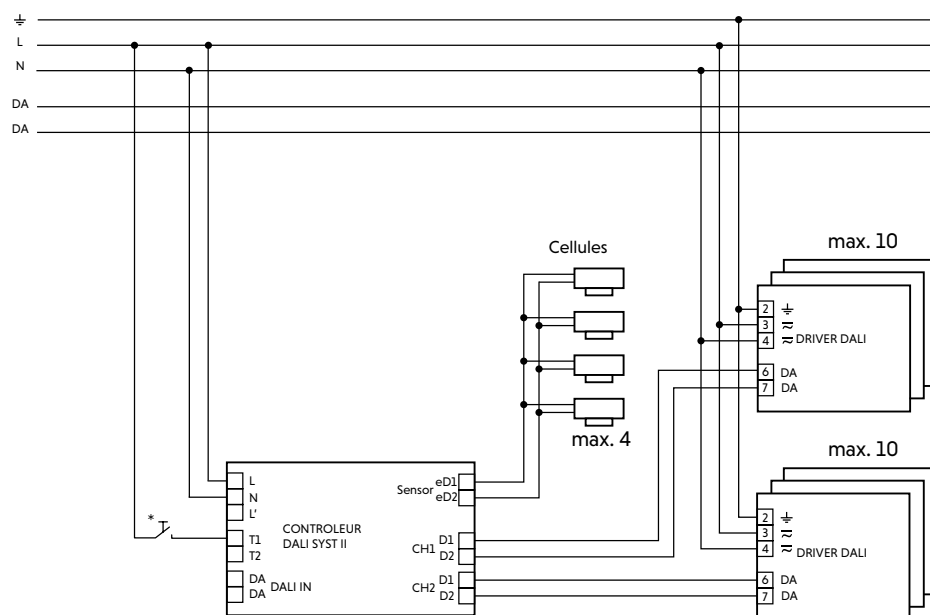 L
N
DA
DA
Cellules
max. 4
max. 10
2
3
4 DRIVER DALI
6 DA
7 DA
max. 10
2
3
4 DRIVER DALI
6 DA
7 DA
L
N
L'
*
T1
T2
DA
DA
DALI IN
CONTROLEUR
DALI SYST II
Sensor
eD1
eD2
CH1
D1
D2
CH2
D1
D2